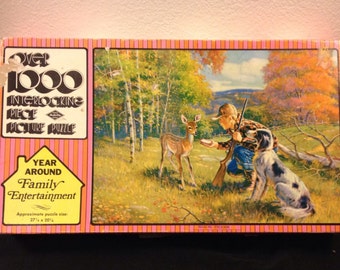 OVER
1000
INTERLOCKING
PIECE
PICTURE PUZZLE
YEAR
AROUND
Family
Entertainment
Approximate puzzle size